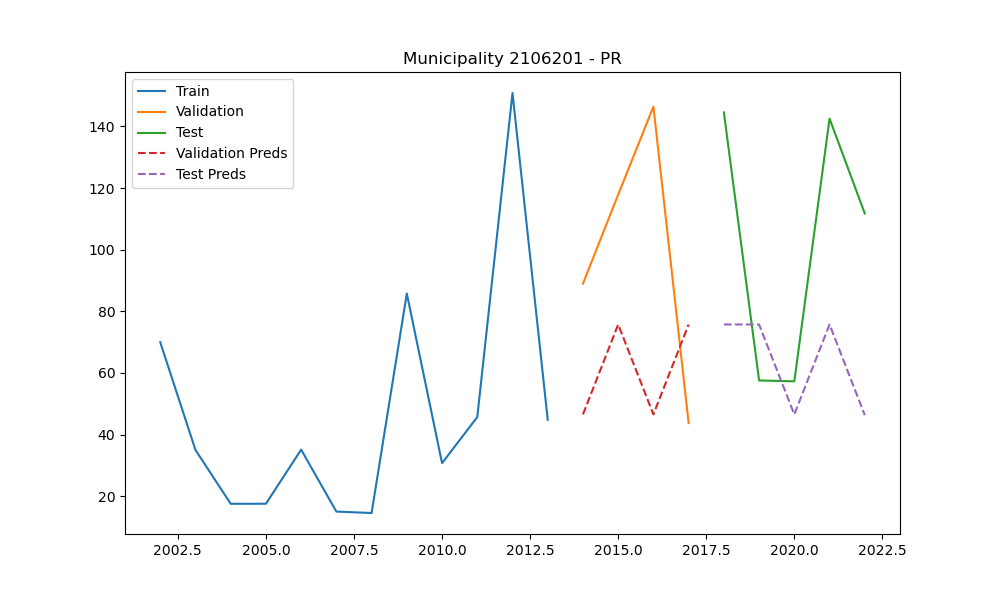 Municipality 2106201 - PR
Train
Validation
Test
Validation Preds
Test Preds
140
120
100
80
60
40
20
2002.5 2005.0 2007.5 2010.0 2012.5 2015.0 2017.5 2020.0 2022.5